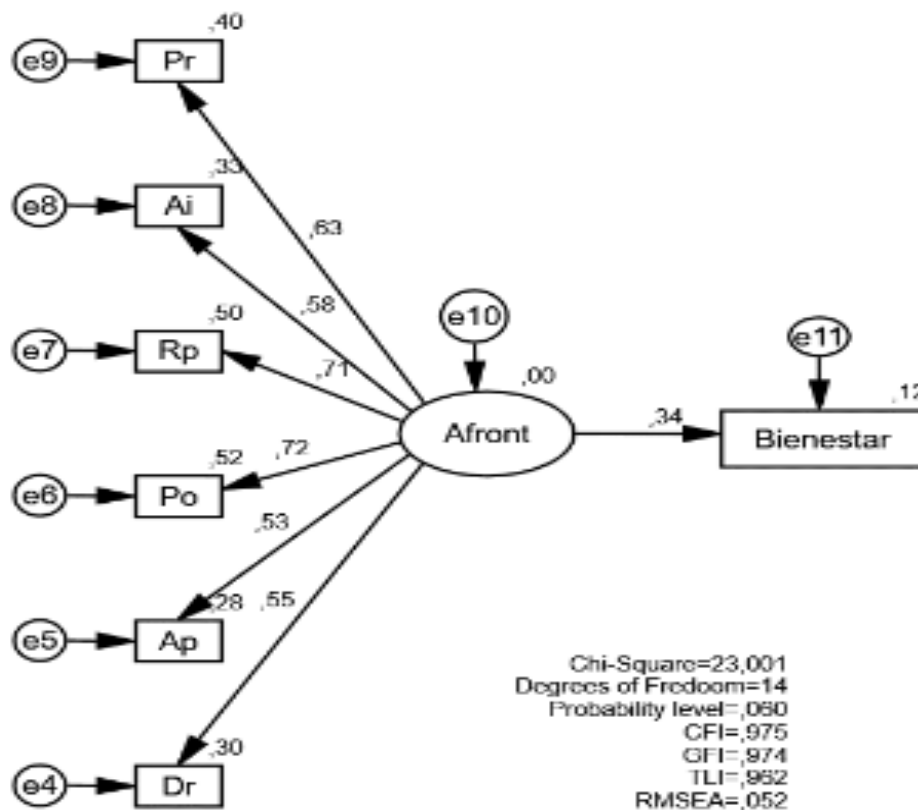 ,40
e9 Pr
,33
e8 Ai
,63
,58
,50
e7 Rp
,71
e10
,00
Afront
,34
e11
,12
Bienestar
,52
,72
e6 Po
,53
,28
,55
e5 Ap
,30
e4 Dr
Chi-Square=23,001
Degrees of Fredoom=14
Probability level=,060
CFI=,975
GFI=,974
TLI=,962
RMSEA=,052